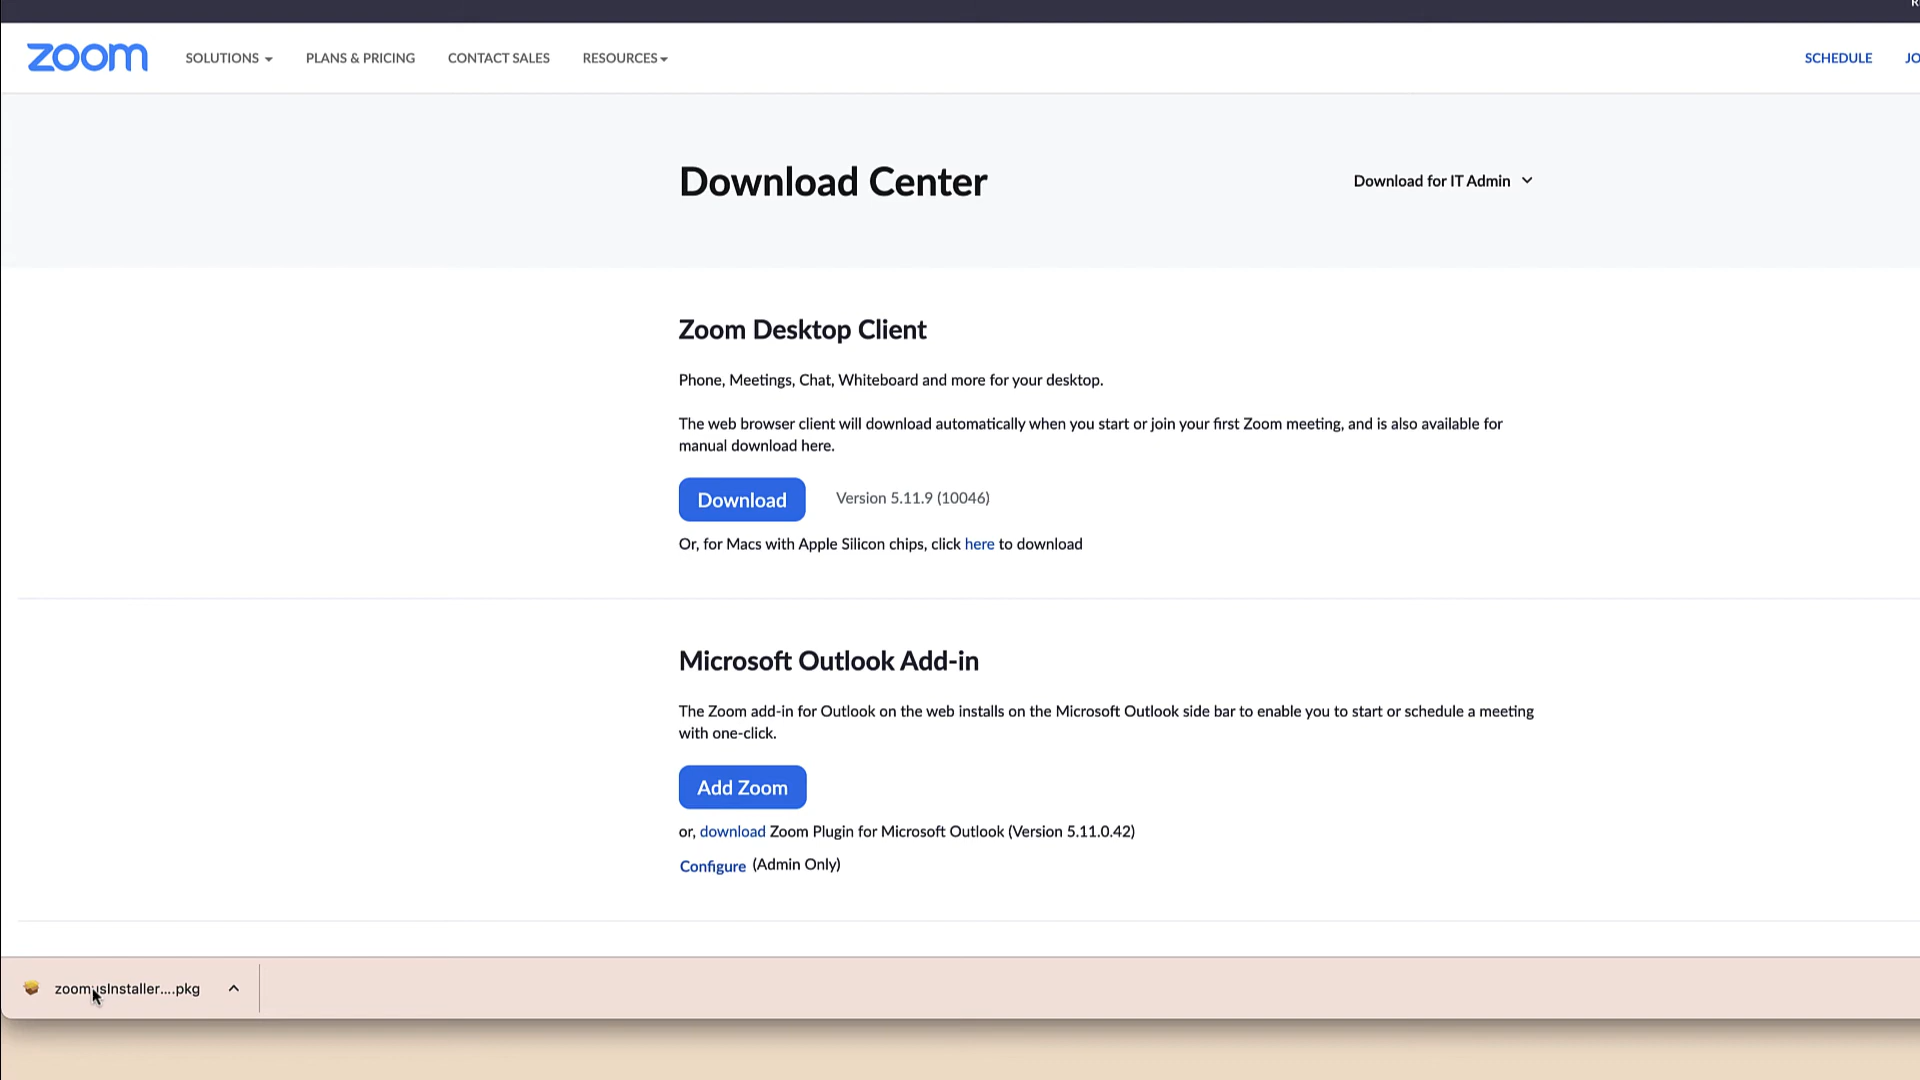 zoom
SOLUTIONS
PLANS & PRICING
CONTACT SALES
RESOURCES
SCHEDULE
Download Center
Download for IT Admin
Zoom Desktop Client
Phone, Meetings, Chat, Whiteboard and more for your desktop.
The web browser client will download automatically when you start or join your first Zoom meeting, and is also available for
manual download here.
Download
Version 5.11.9 (10046)
Or, for Macs with Apple Silicon chips, click here to download
Microsoft Outlook Add-in
The Zoom add-in for Outlook on the web installs on the Microsoft Outlook side bar to enable you to start or schedule a meeting
with one-click.
Add Zoom
or, download Zoom Plugin for Microsoft Outlook (Version 5.11.0.42)
Configure (Admin Only)
zoomusInstaller....pkg